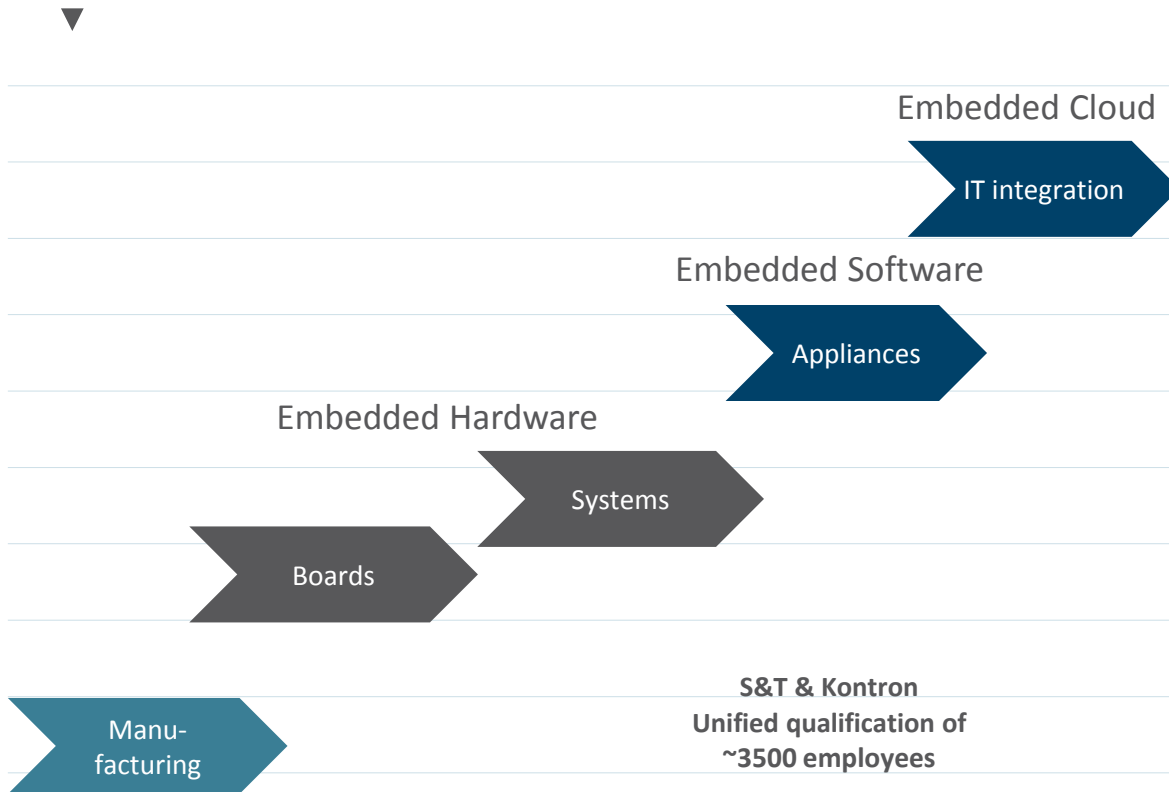 Embedded Cloud
IT integration
Embedded Software
Appliances
Embedded Hardware
Systems
Boards
Manu-
facturing
S&T & Kontron
Unified qualification of
~3500 employees